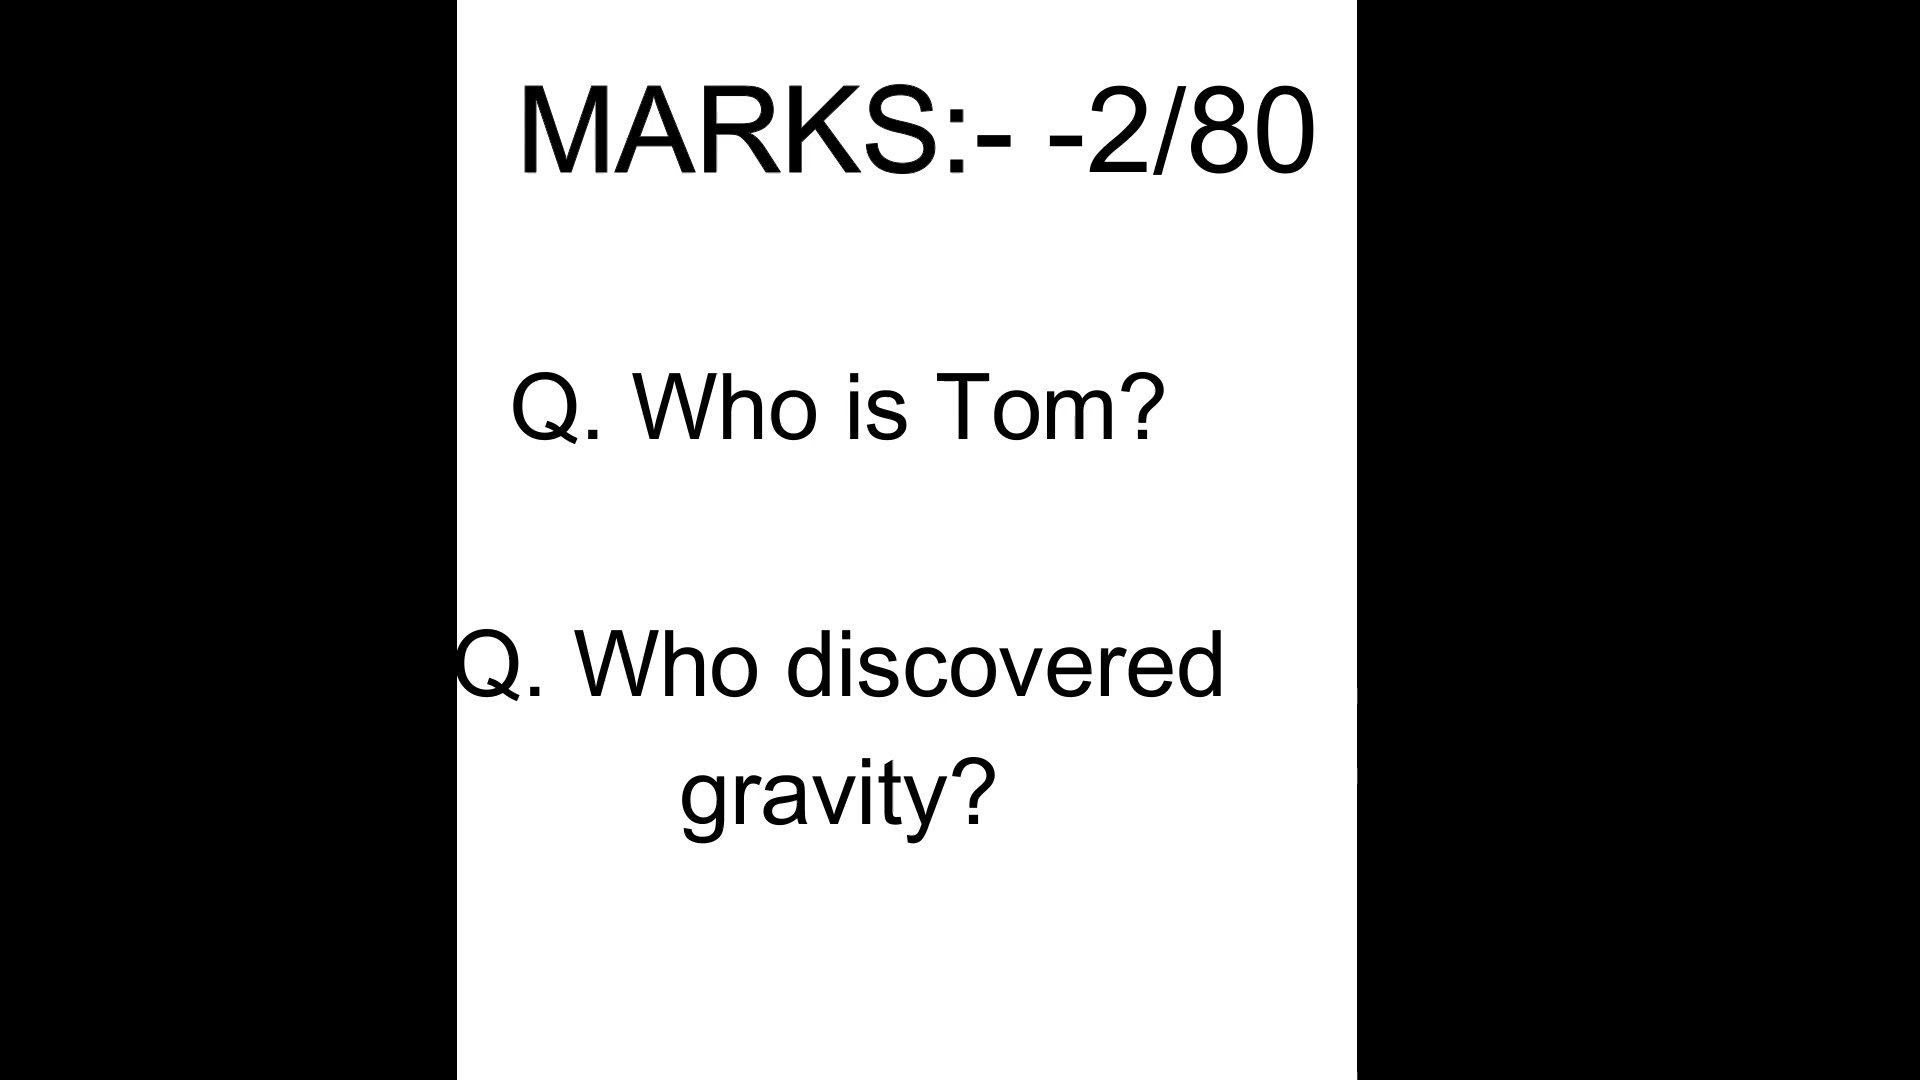 MARKS:- -2/80
Q. Who is Tom?
Q. Who discovered
gravity?